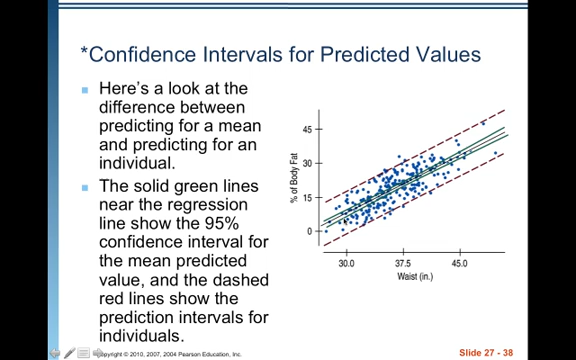 *Confidence Intervals for Predicted Values
Here's a look at the
difference between
predicting for a mean
and predicting for an
individual.
The solid green lines
near the regression
line show the 95%
confidence interval for
the mean predicted
value, and the dashed
red lines show the
prediction intervals for
individuals.
% of Body Fat
45
30
15
0
30.0 37.5 45.0
Waist (in.)
Copyright © 2010, 2007, 2004 Pearson Education, Inc.
Slide 27 - 38